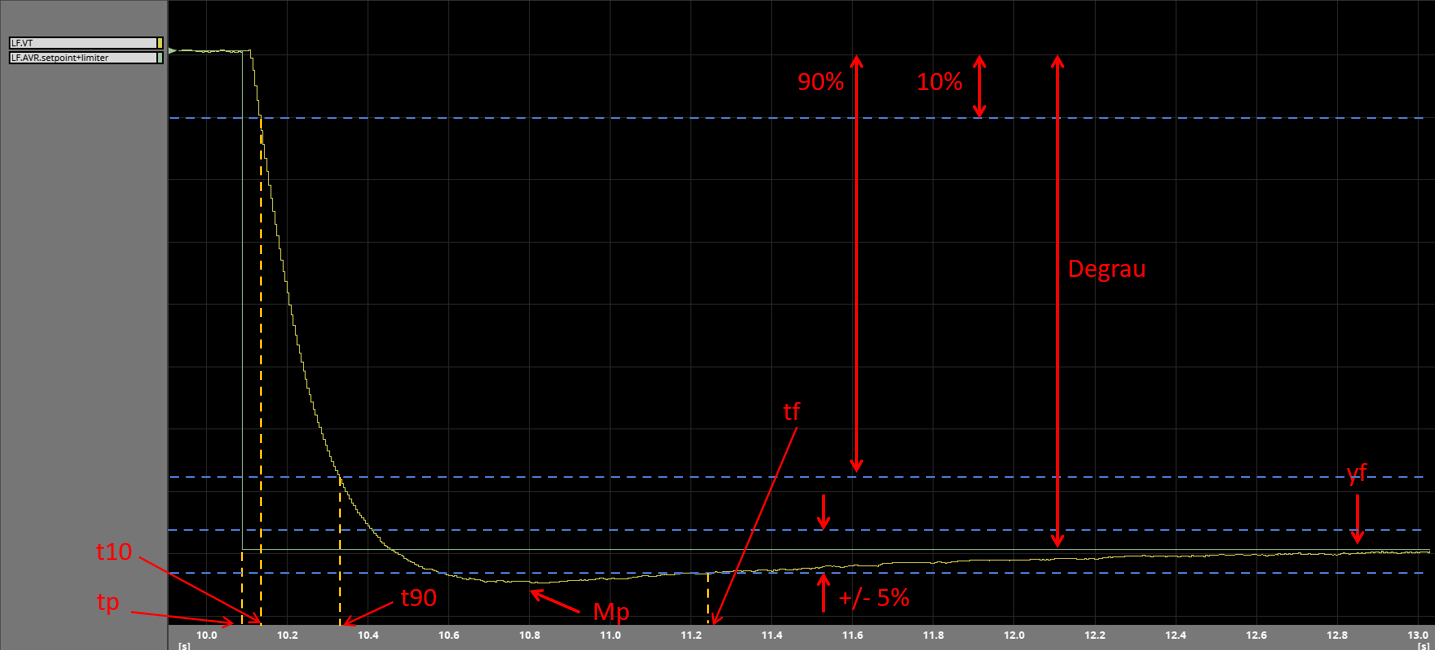 LF.VT
LF.AVR.setpoint+limiter
90%
10%
Degrau
tf
yf
t10
tp
t90
Mp
+/- 5%
10.0 10.2 10.4 10.6 10.8 11.0 11.2 11.4 11.6 11.8 12.0 12.2 12.4 12.6 12.8 13.0
[s] [s]